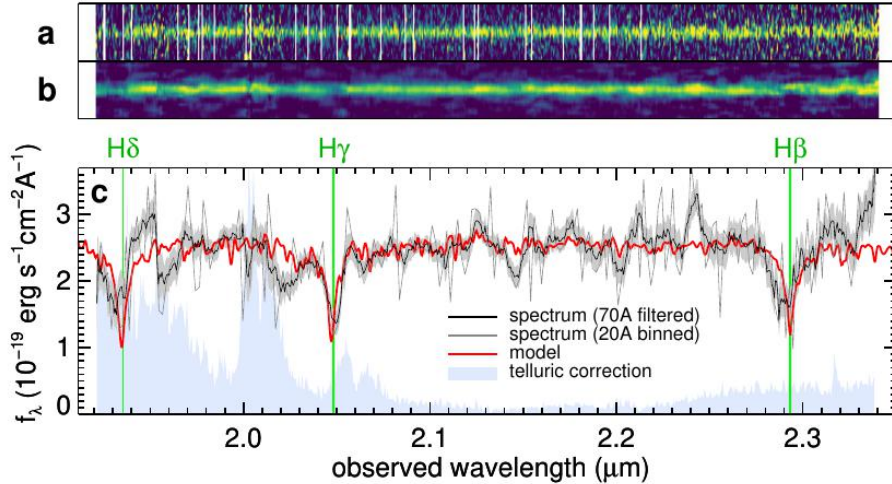 a
b
Hδ Hγ Hβ
c
3
2
1
0
f_λ (10⁻¹⁹ erg s⁻¹cm⁻²A⁻¹)
spectrum (70A filtered)
spectrum (20A binned)
model
telluric correction
2.0 2.1 2.2 2.3
observed wavelength (μm)